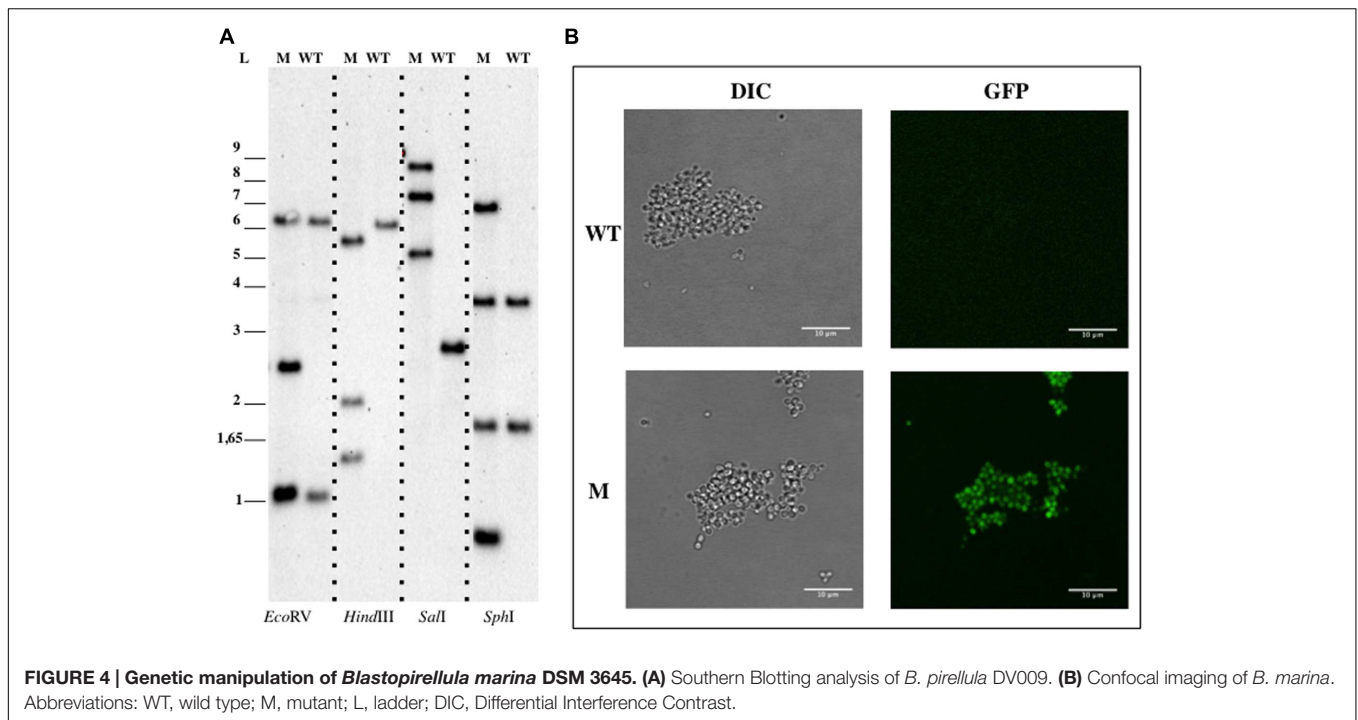 A
B
L M WT M WT M WT M WT
9
8
7
6
5
4
3
2
1,65
1
EcoRV HindIII SalI SphI
DIC GFP
WT
10 µm 10 µm
M
10 µm 10 µm
FIGURE 4 | Genetic manipulation of Blastopirellula marina DSM 3645. (A) Southern Blotting analysis of B. pirellula DV009. (B) Confocal imaging of B. marina.
Abbreviations: WT, wild type; M, mutant; L, ladder; DIC, Differential Interference Contrast.